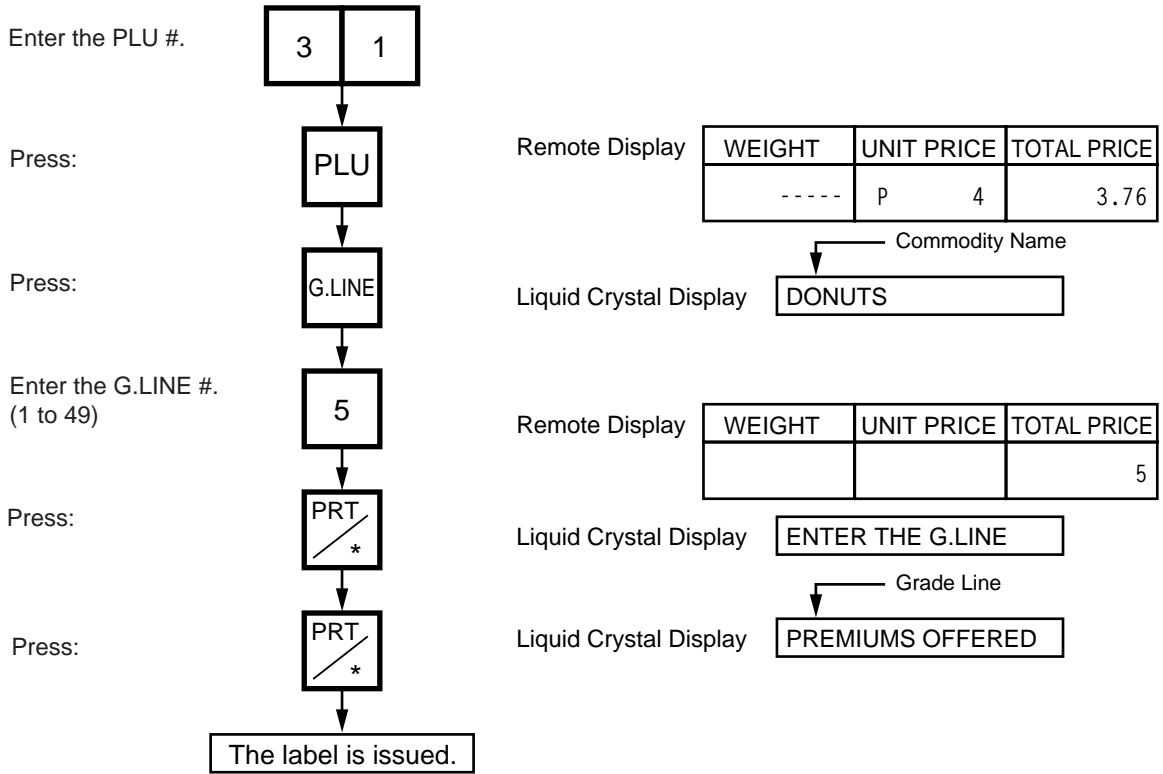 Enter the PLU #.
3 1
Press:
PLU
Remote Display
WEIGHT UNIT PRICE TOTAL PRICE
----- P 4 3.76
Commodity Name
Press:
G.LINE
Liquid Crystal Display
DONUTS
Enter the G.LINE #.
(1 to 49)
5
Remote Display
WEIGHT UNIT PRICE TOTAL PRICE
5
Press:
PRT
*
Liquid Crystal Display
ENTER THE G.LINE
Grade Line
Press:
PRT
*
Liquid Crystal Display
PREMIUMS OFFERED
The label is issued.